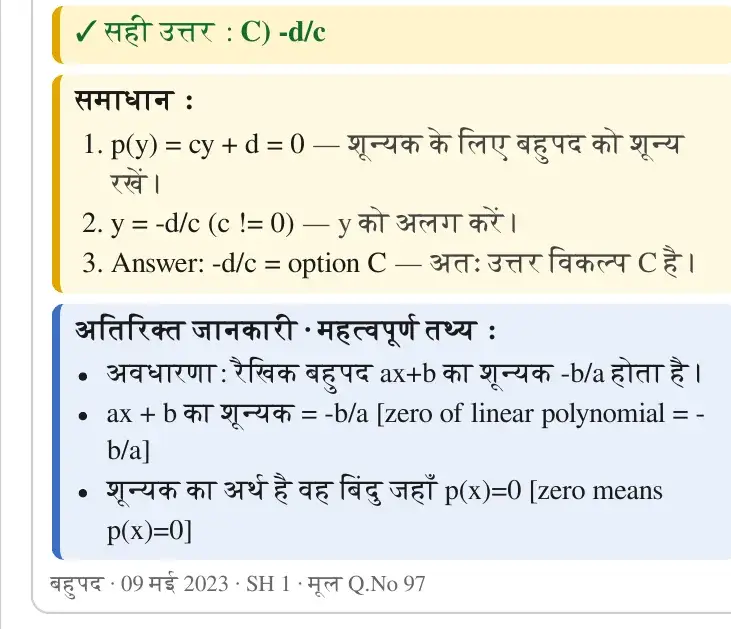 ✓ सही उत्तर : C) -d/c
समाधान :
1. p(y) = cy + d = 0 — शून्यक के लिए बहुपद को शून्य
रखें।
2. y = -d/c (c != 0) — y को अलग करें।
3. Answer: -d/c = option C — अतः उत्तर विकल्प C है।
अतिरिक्त जानकारी · महत्वपूर्ण तथ्य :
• अवधारणा: रैखिक बहुपद ax+b का शून्यक -b/a होता है।
• ax + b का शून्यक = -b/a [zero of linear polynomial = -
b/a]
• शून्यक का अर्थ है वह बिंदु जहाँ p(x)=0 [zero means
p(x)=0]
बहुपद · 09 मई 2023 · SH 1 · मूल Q.No 97